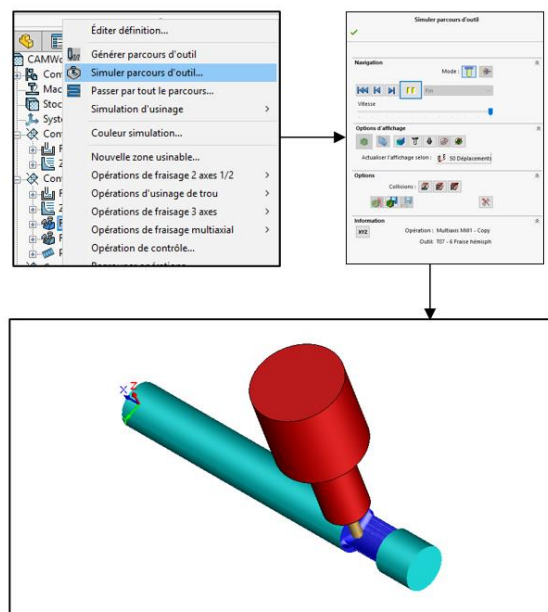 Éditer définition...
Générer parcours d'outil
Simuler parcours d'outil...
Passer par tout le parcours...
Simulation d'usinage
Couleur simulation...
Nouvelle zone usinable...
Opérations de fraisage 2 axes 1/2
Opérations d'usinage de trou
Opérations de fraisage 3 axes
Opérations de fraisage multiaxial
Opération de contrôle...
CAMWo
Conf
Mac
Stoc
Syst
Con
Z
Con
Simuler parcours d'outil
Navigation
Mode :
Fin
Vitesse
Options d'affichage
Actualiser l'affichage selon : 50 Déplacements
Options
Collisions :
Information
XYZ
Opération : Multiaxis Mill1 - Copy
Outil: T07 - 6 Fraise hémisph
X
Z